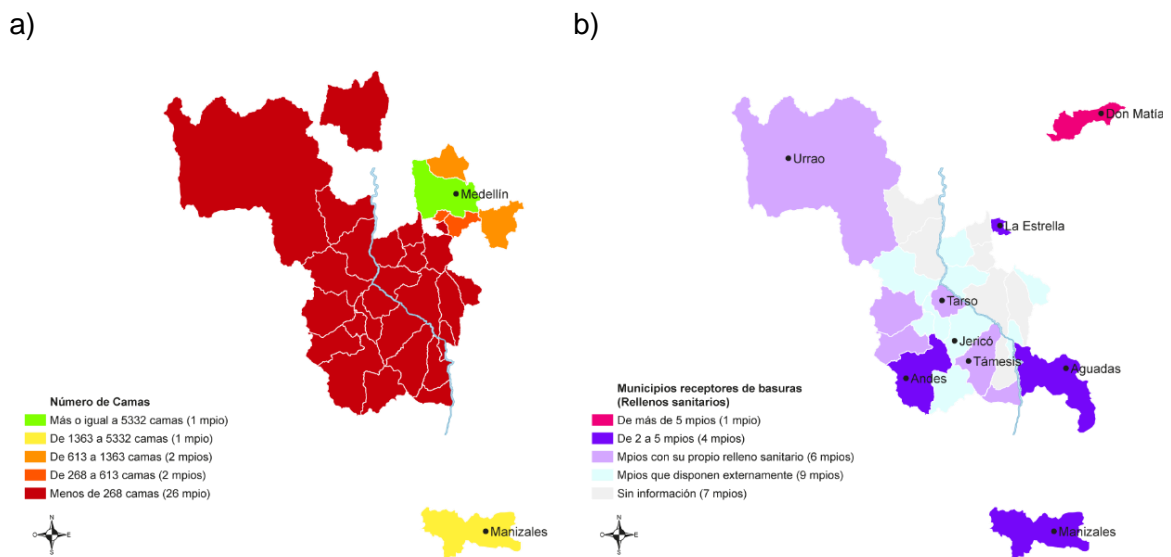 a)
b)
Medellín
Número de Camas
Más o igual a 5332 camas (1 mpio)
De 1363 a 5332 camas (1 mpio)
De 613 a 1363 camas (2 mpios)
De 268 a 613 camas (2 mpios)
Menos de 268 camas (26 mpio)
Manizales
N
O
E
S
Don Matía
Urrao
La Estrella
Tarso
Jericó
Támesis
Andes
Aguadas
Municipios receptores de basuras
(Rellenos sanitarios)
De más de 5 mpios (1 mpio)
De 2 a 5 mpios (4 mpios)
Mpios con su propio relleno sanitario (6 mpios)
Mpios que disponen externamente (9 mpios)
Sin información (7 mpios)
Manizales
N
O
E
S